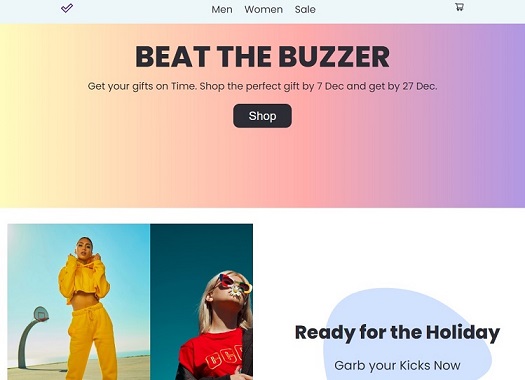 Men Women Sale
BEAT THE BUZZER
Get your gifts on Time. Shop the perfect gift by 7 Dec and get by 27 Dec.
Shop
Ready for the Holiday
Garb your Kicks Now